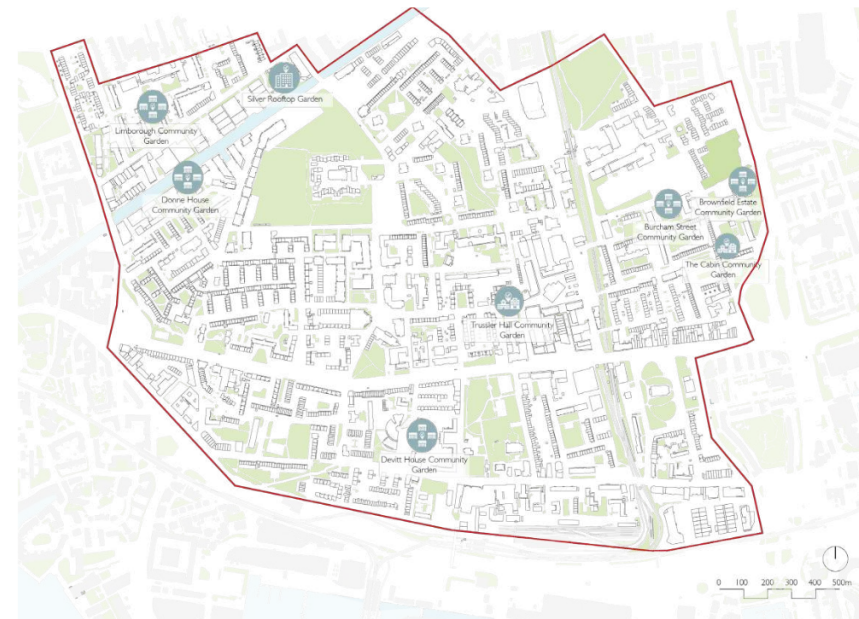 Silver Rooftop Garden
Limborough Community
Garden
Donne House
Community Garden
Brownfield Estate
Community Garden
Burcham Street
Community Garden
The Cabin Community
Garden
Trussler Hall Community
Garden
Devitt House Community
Garden
0 100 200 300 400 500m